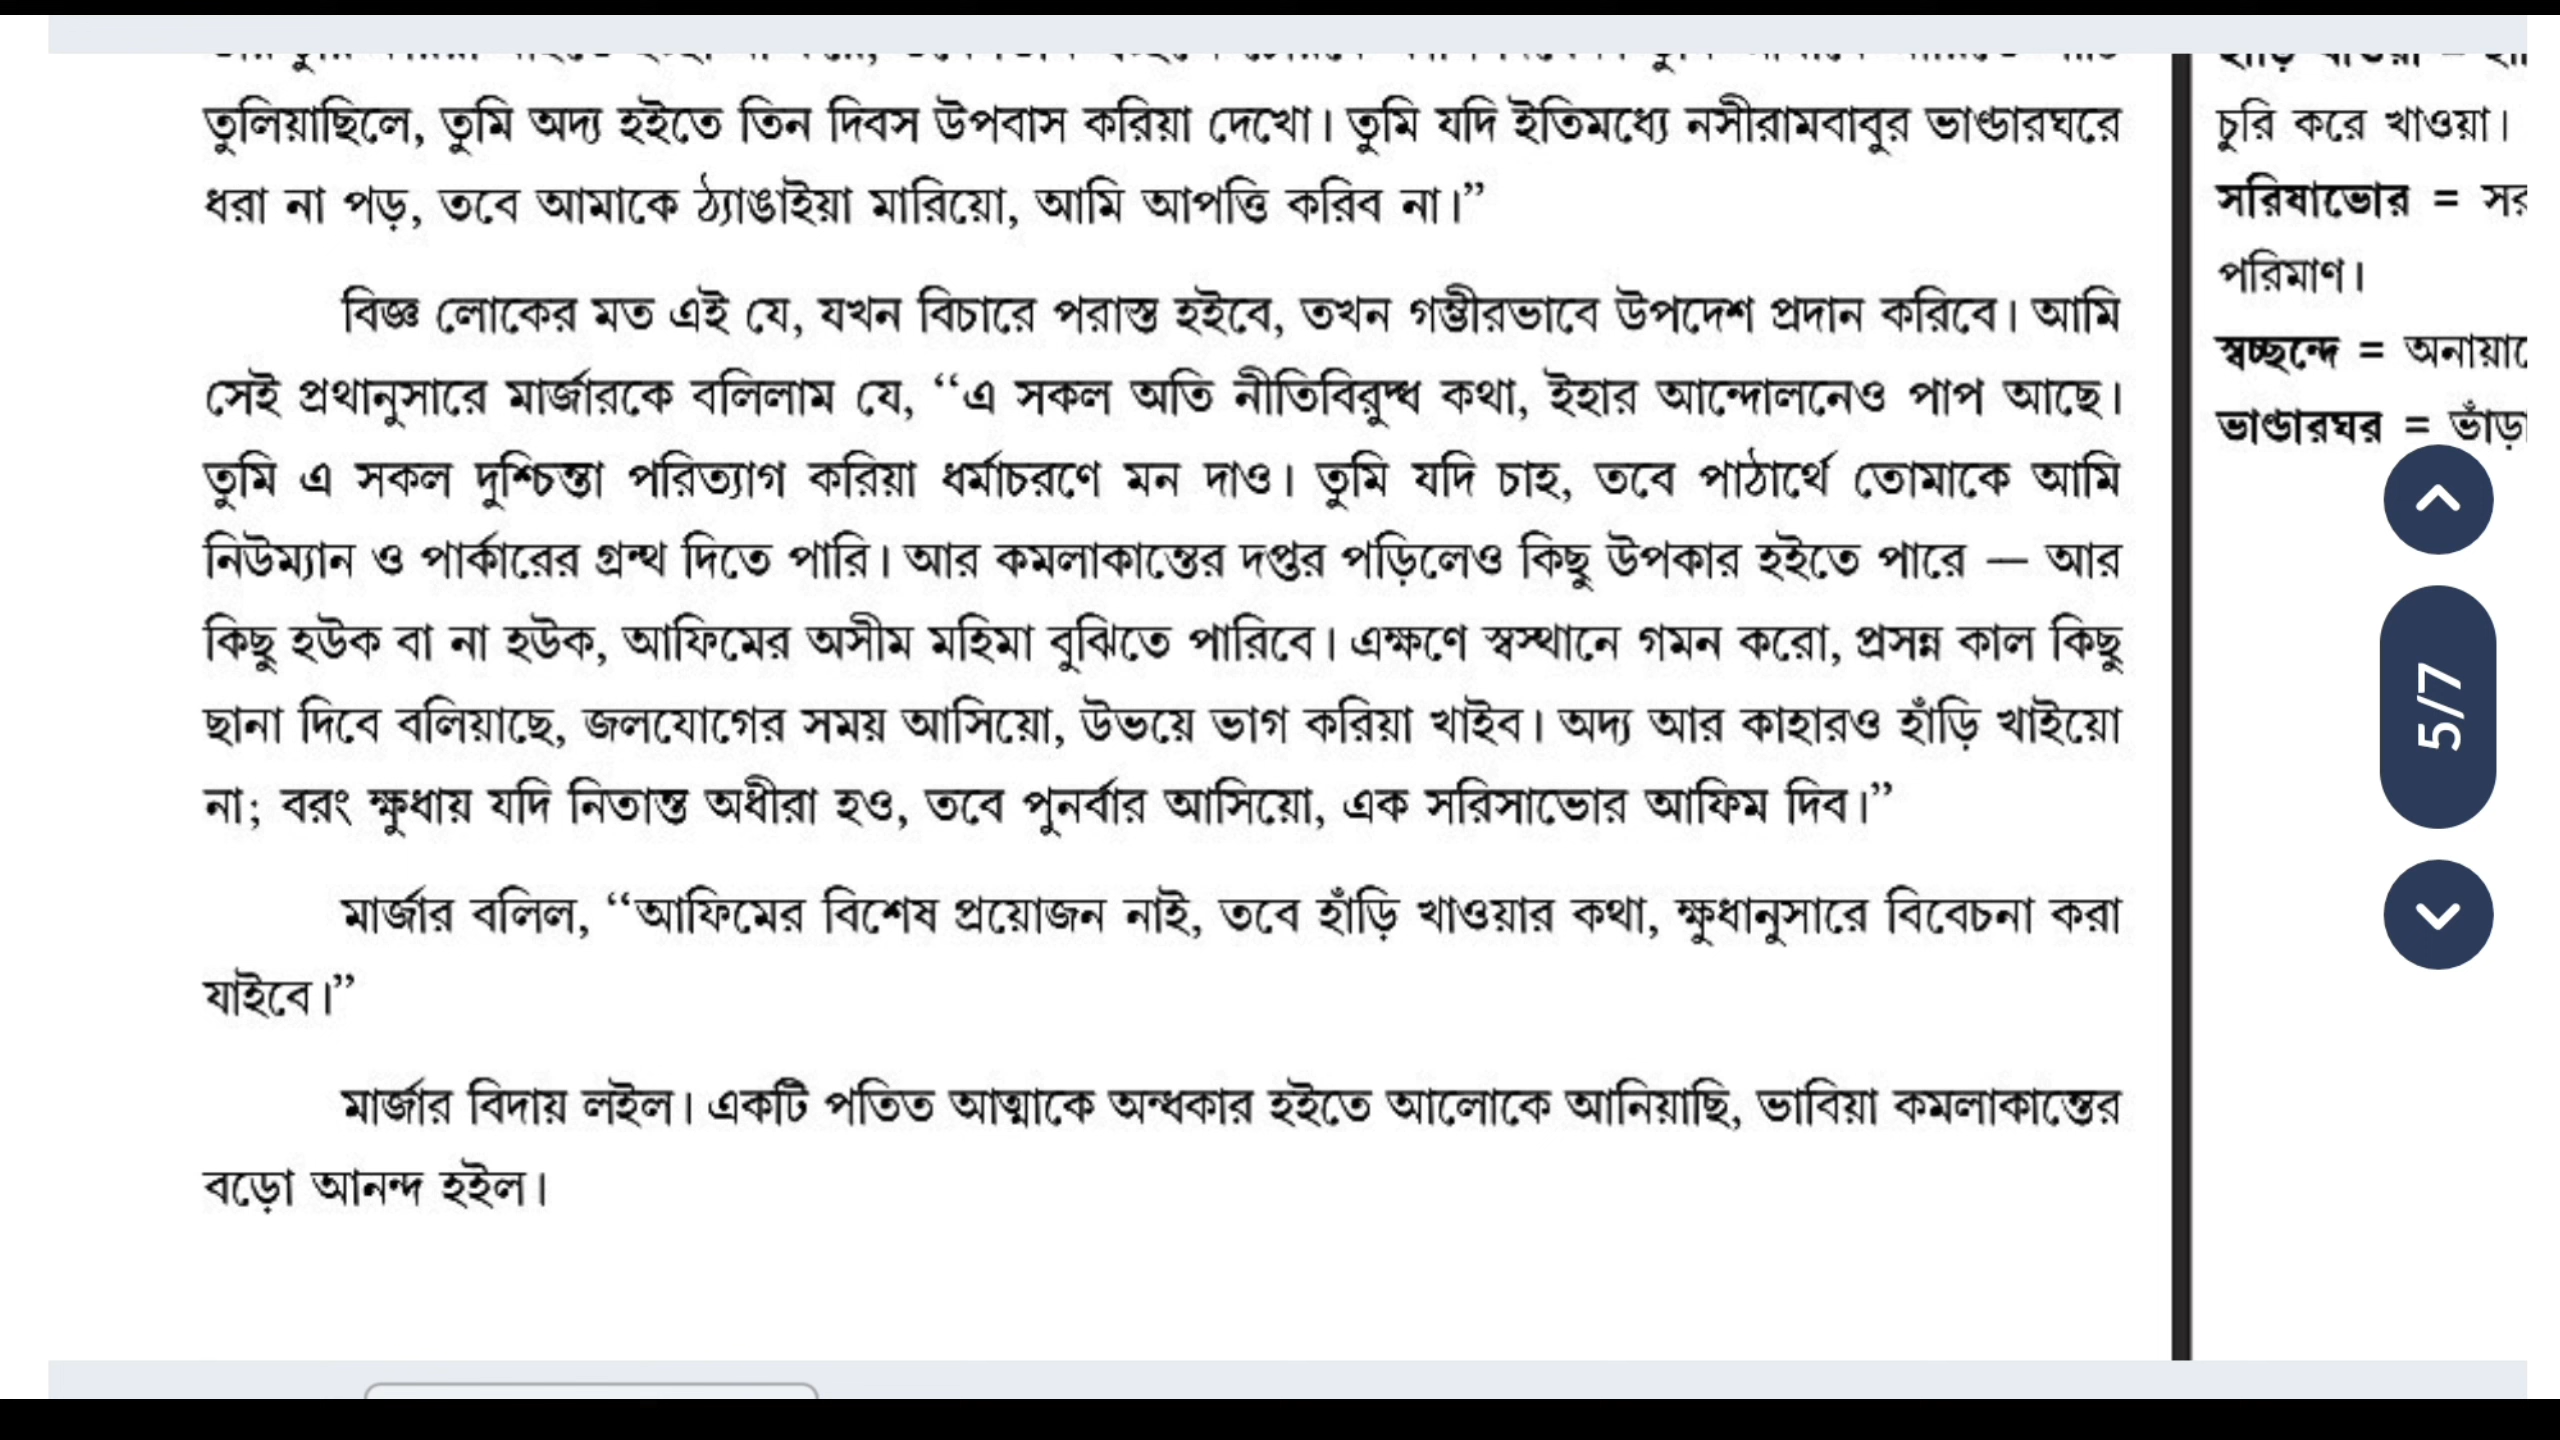 তুলিয়াছিলে, তুমি অদ্য হইতে তিন দিবস উপবাস করিয়া দেখো। তুমি যদি ইতিমধ্যে নসীরামবাবুর ভাণ্ডারঘরে
ধরা না পড়, তবে আমাকে ঠ্যাঙাইয়া মারিয়ো, আমি আপত্তি করিব না।”
বিজ্ঞ লোকের মত এই যে, যখন বিচারে পরাস্ত হইবে, তখন গম্ভীরভাবে উপদেশ প্রদান করিবে। আমি
সেই প্রথানুসারে মার্জারকে বলিলাম যে, “এ সকল অতি নীতিবিরুদ্ধ কথা, ইহার আন্দোলনেও পাপ আছে।
তুমি এ সকল দুশ্চিন্তা পরিত্যাগ করিয়া ধর্মাচরণে মন দাও। তুমি যদি চাহ, তবে পাঠার্থে তোমাকে আমি
নিউম্যান ও পার্কারের গ্রন্থ দিতে পারি। আর কমলাকান্তের দপ্তর পড়িলেও কিছু উপকার হইতে পারে — আর
কিছু হউক বা না হউক, আফিমের অসীম মহিমা বুঝিতে পারিবে। এক্ষণে স্বস্থানে গমন করো, প্রসন্ন কাল কিছু
ছানা দিবে বলিয়াছে, জলযোগের সময় আসিয়ো, উভয়ে ভাগ করিয়া খাইব। অদ্য আর কাহারও হাঁড়ি খাইয়ো
না; বরং ক্ষুধায় যদি নিতান্ত অধীরা হও, তবে পুনর্বার আসিয়ো, এক সরিসাভোর আফিম দিব।”
মার্জার বলিল, “আফিমের বিশেষ প্রয়োজন নাই, তবে হাঁড়ি খাওয়ার কথা, ক্ষুধানুসারে বিবেচনা করা
যাইবে।”
মার্জার বিদায় লইল। একটি পতিত আত্মাকে অন্ধকার হইতে আলোকে আনিয়াছি, ভাবিয়া কমলাকান্তের
বড়ো আনন্দ হইল।
চুরি করে খাওয়া।
সরিষাভোর =
পরিমাণ।
স্বচ্ছন্দে =
ভাণ্ডারঘর =
5/7